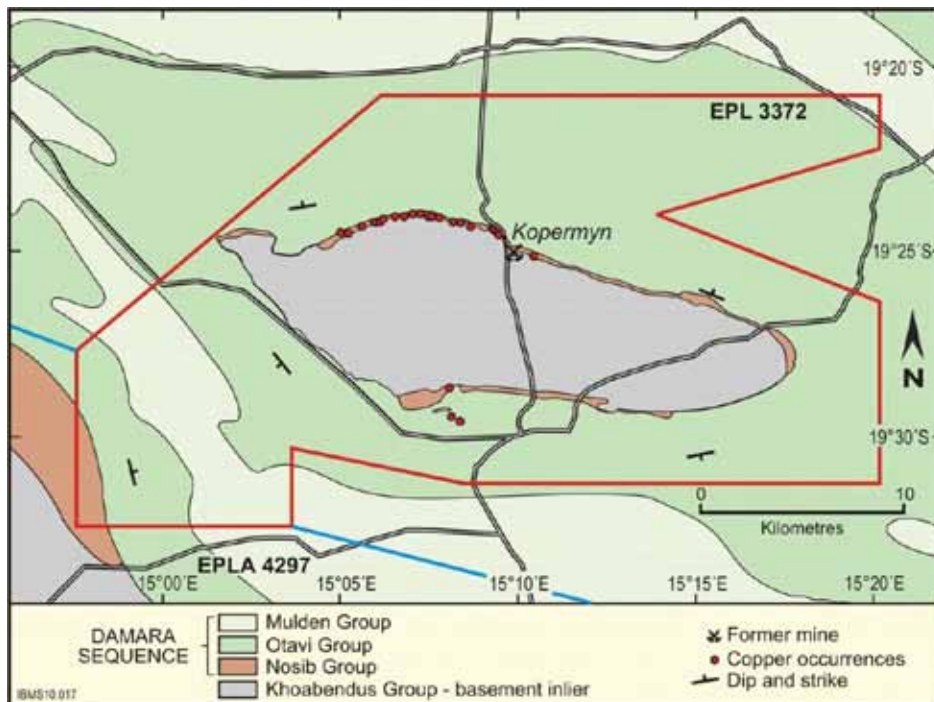 19°20´S
EPL 3372
Kopermyn
19°25´S
N
19°30´S
0 10
Kilometres
EPLA 4297
15°00´E 15°05´E 15°10´E 15°15´E 15°20´E
DAMARA
SEQUENCE
Mulden Group
Otavi Group
Nosib Group
Khoabendus Group - basement inlier
Former mine
Copper occurrences
Dip and strike
IBMS10.017